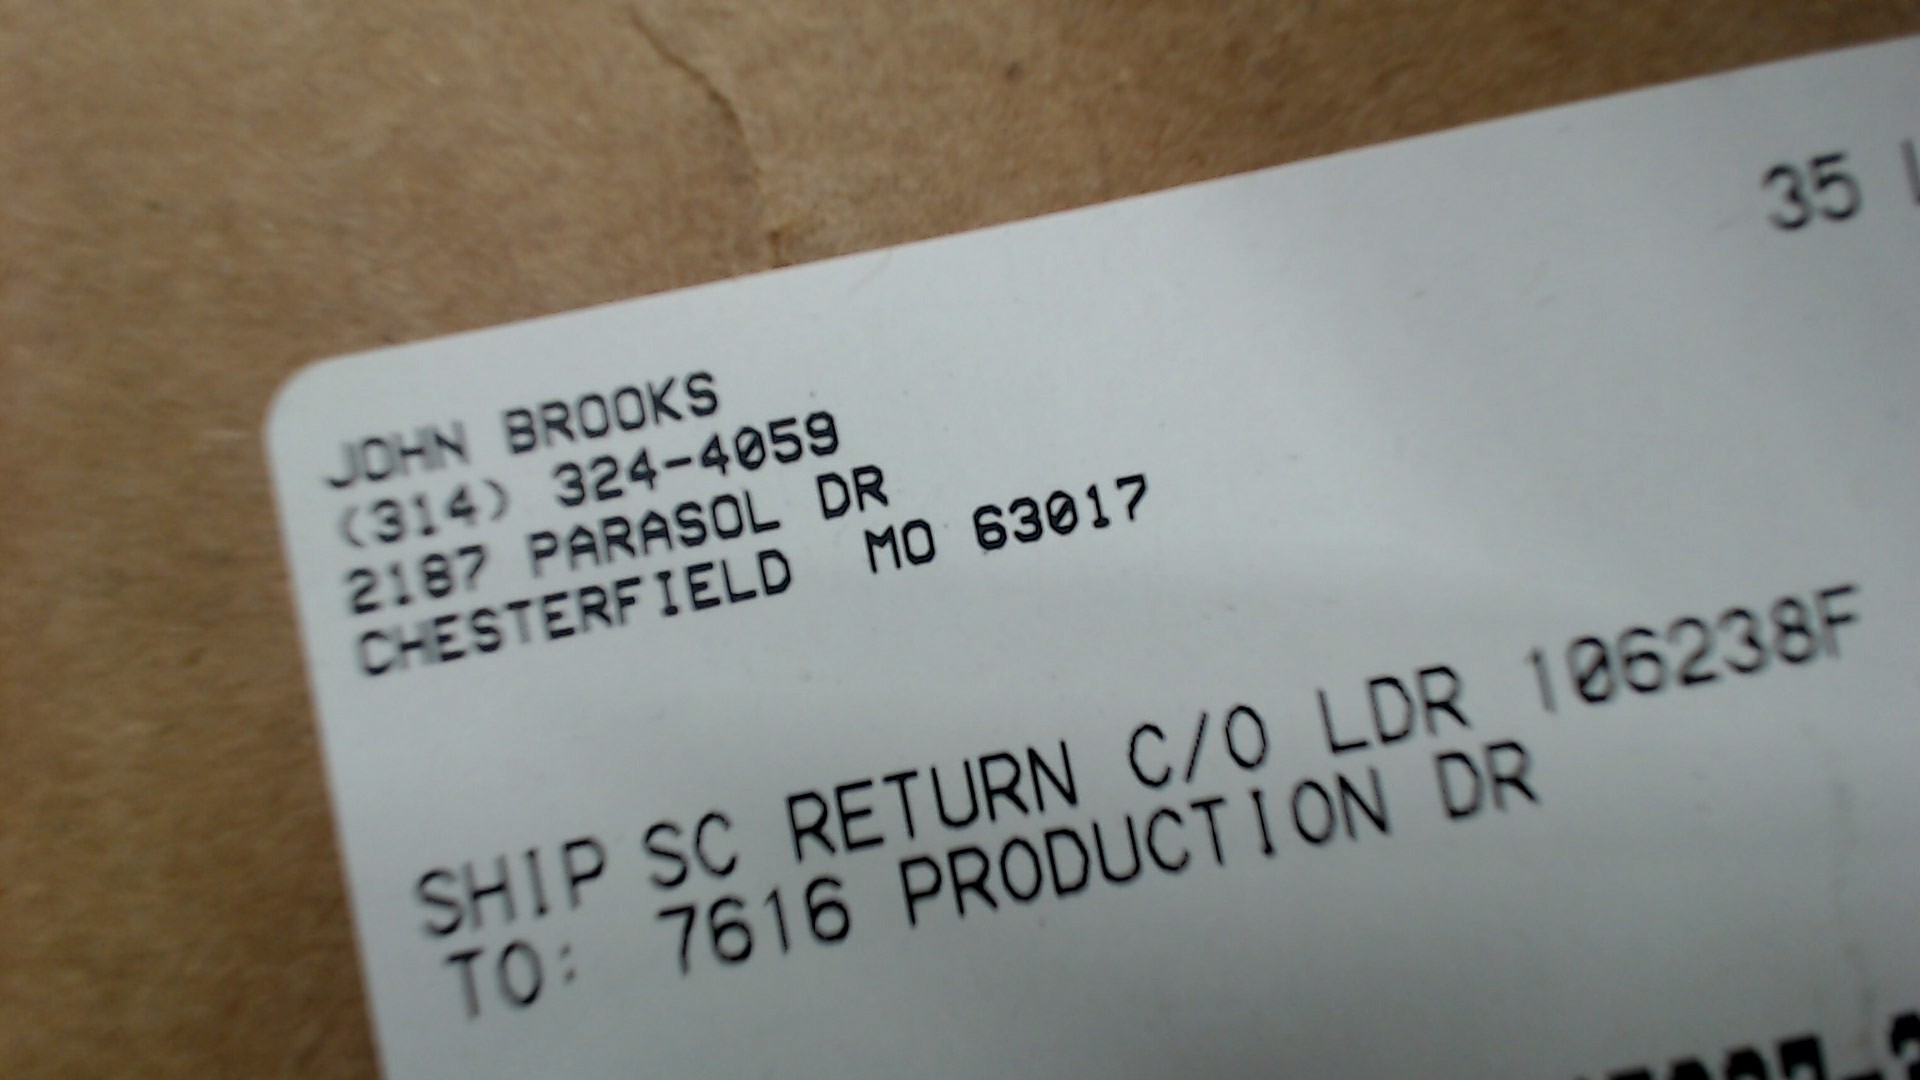 35
JOHN BROOKS
(314) 324-4059
2187 PARASOL DR
CHESTERFIELD MO 63017
SHIP SC RETURN C/O LDR 106238F
TO: 7616 PRODUCTION DR